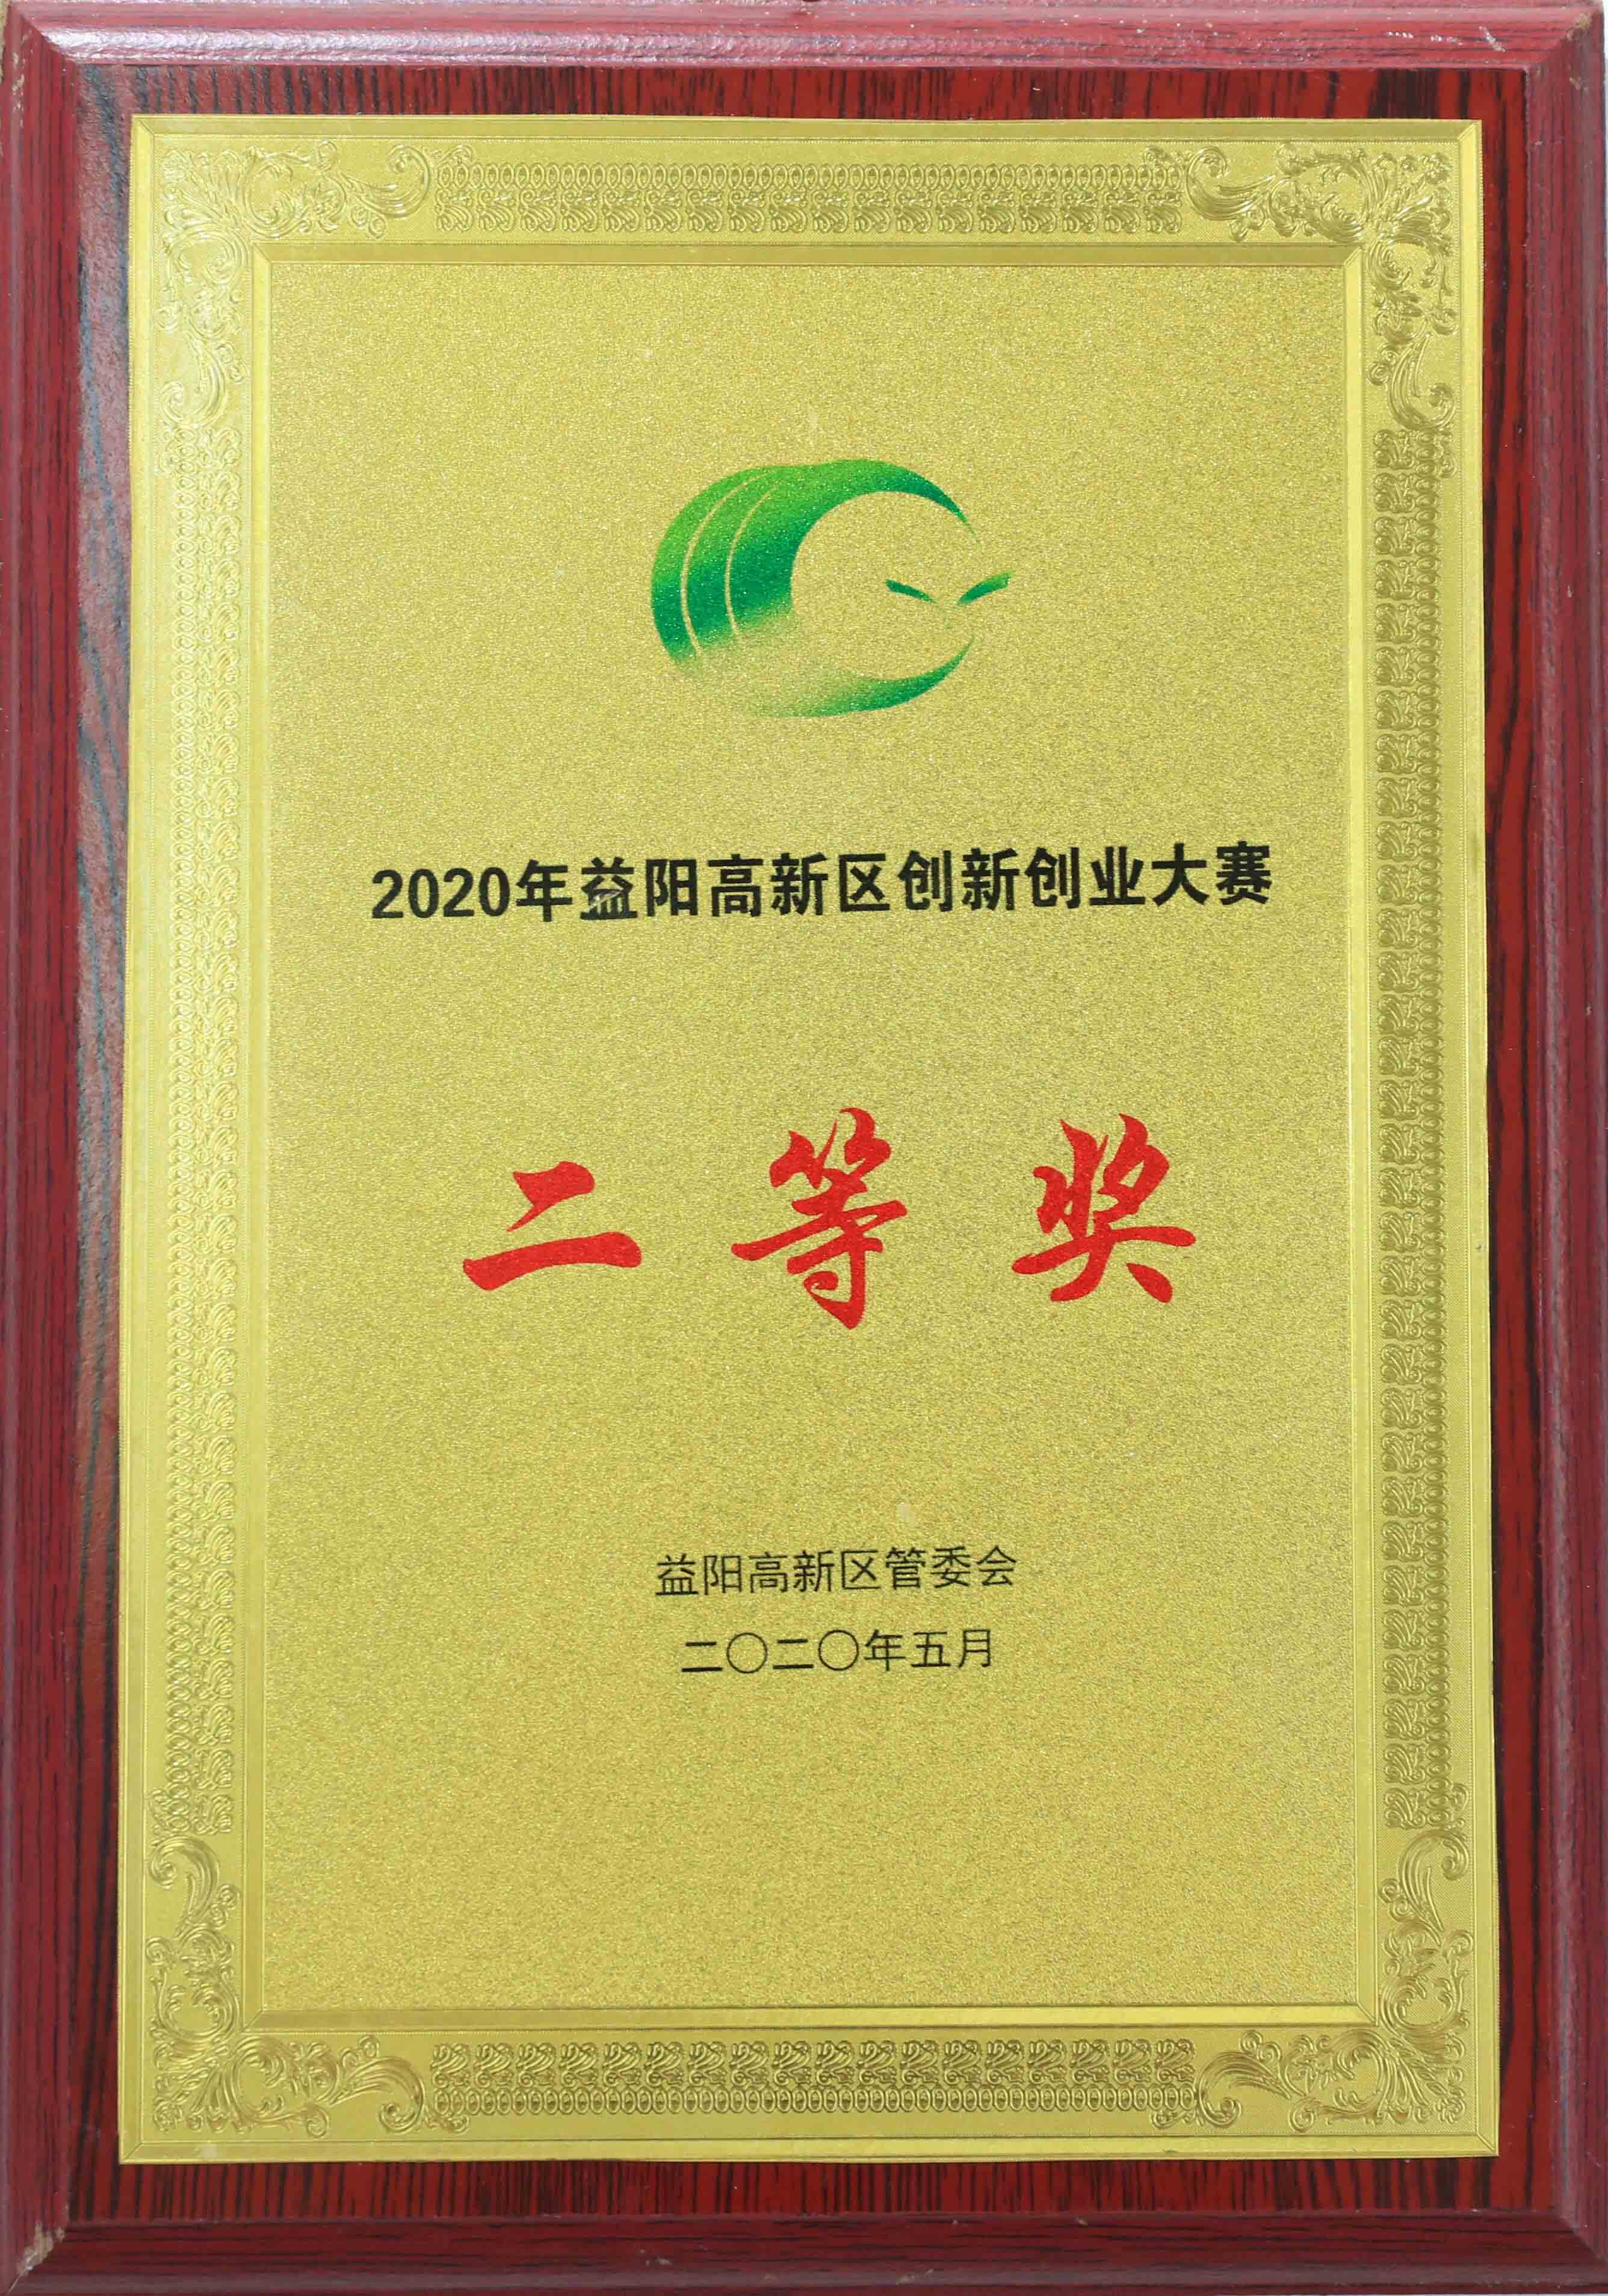 2020年益阳高新区创新创业大赛
二等奖
益阳高新区管委会
二〇二〇年五月